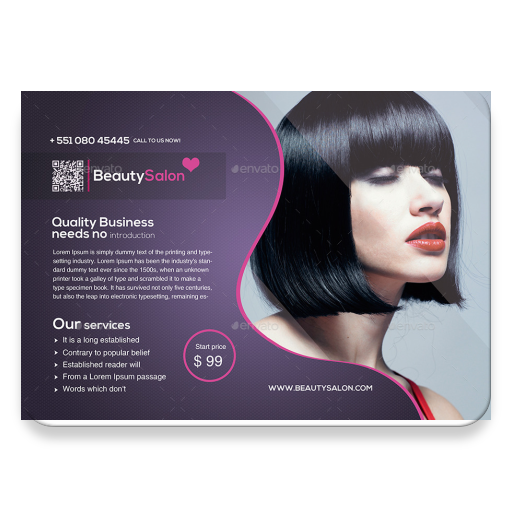 + 551 080 45445 CALL TO US NOW!
BeautySalon
Quality Business
needs no introduction
Lorem Ipsum is simply dummy text of the printing and type-
setting industry. Lorem Ipsum has been the industry's stan-
dard dummy text ever since the 1500s, when an unknown
printer took a galley of type and scrambled it to make a
type specimen book. It has survived not only five centuries,
but also the leap into electronic typesetting, remaining es-
Our services
It is a long established
Contrary to popular belief
Established reader will
From a Lorem Ipsum passage
Words which don't
Start price
$ 99
WWW.BEAUTYSALON.COM
envato
envato
envato
envato
envato